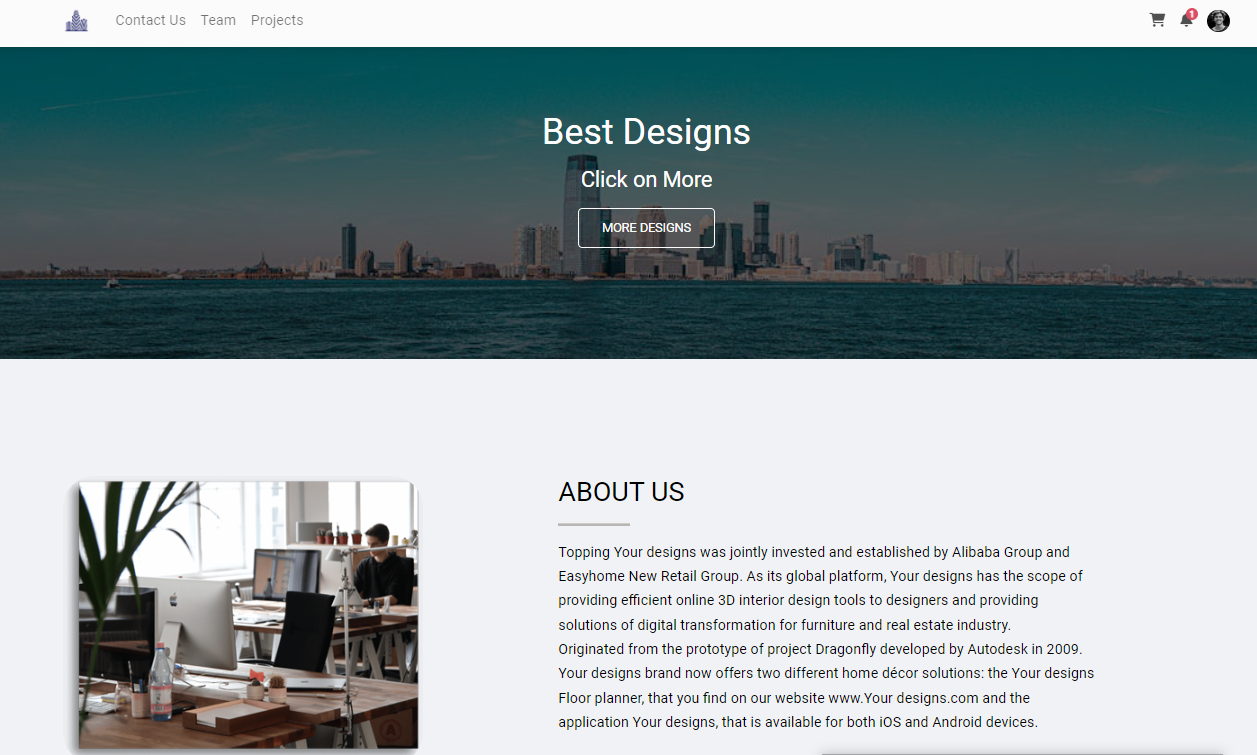 Contact Us Team Projects
1
Best Designs
Click on More
MORE DESIGNS
ABOUT US
Topping Your designs was jointly invested and established by Alibaba Group and
Easyhome New Retail Group. As its global platform, Your designs has the scope of
providing efficient online 3D interior design tools to designers and providing
solutions of digital transformation for furniture and real estate industry.
Originated from the prototype of project Dragonfly developed by Autodesk in 2009.
Your designs brand now offers two different home décor solutions: the Your designs
Floor planner, that you find on our website www.Your designs.com and the
application Your designs, that is available for both iOS and Android devices.